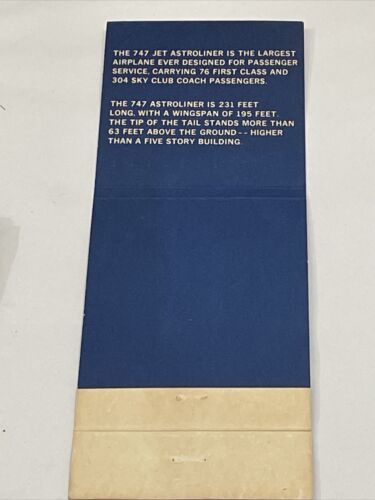 THE 747 JET ASTROLINER IS THE LARGEST
AIRPLANE EVER DESIGNED FOR PASSENGER
SERVICE, CARRYING 76 FIRST CLASS AND
304 SKY CLUB COACH PASSENGERS.
THE 747 ASTROLINER IS 231 FEET
LONG, WITH A WINGSPAN OF 195 FEET.
THE TIP OF THE TAIL STANDS MORE THAN
63 FEET ABOVE THE GROUND-- HIGHER
THAN A FIVE STORY BUILDING.